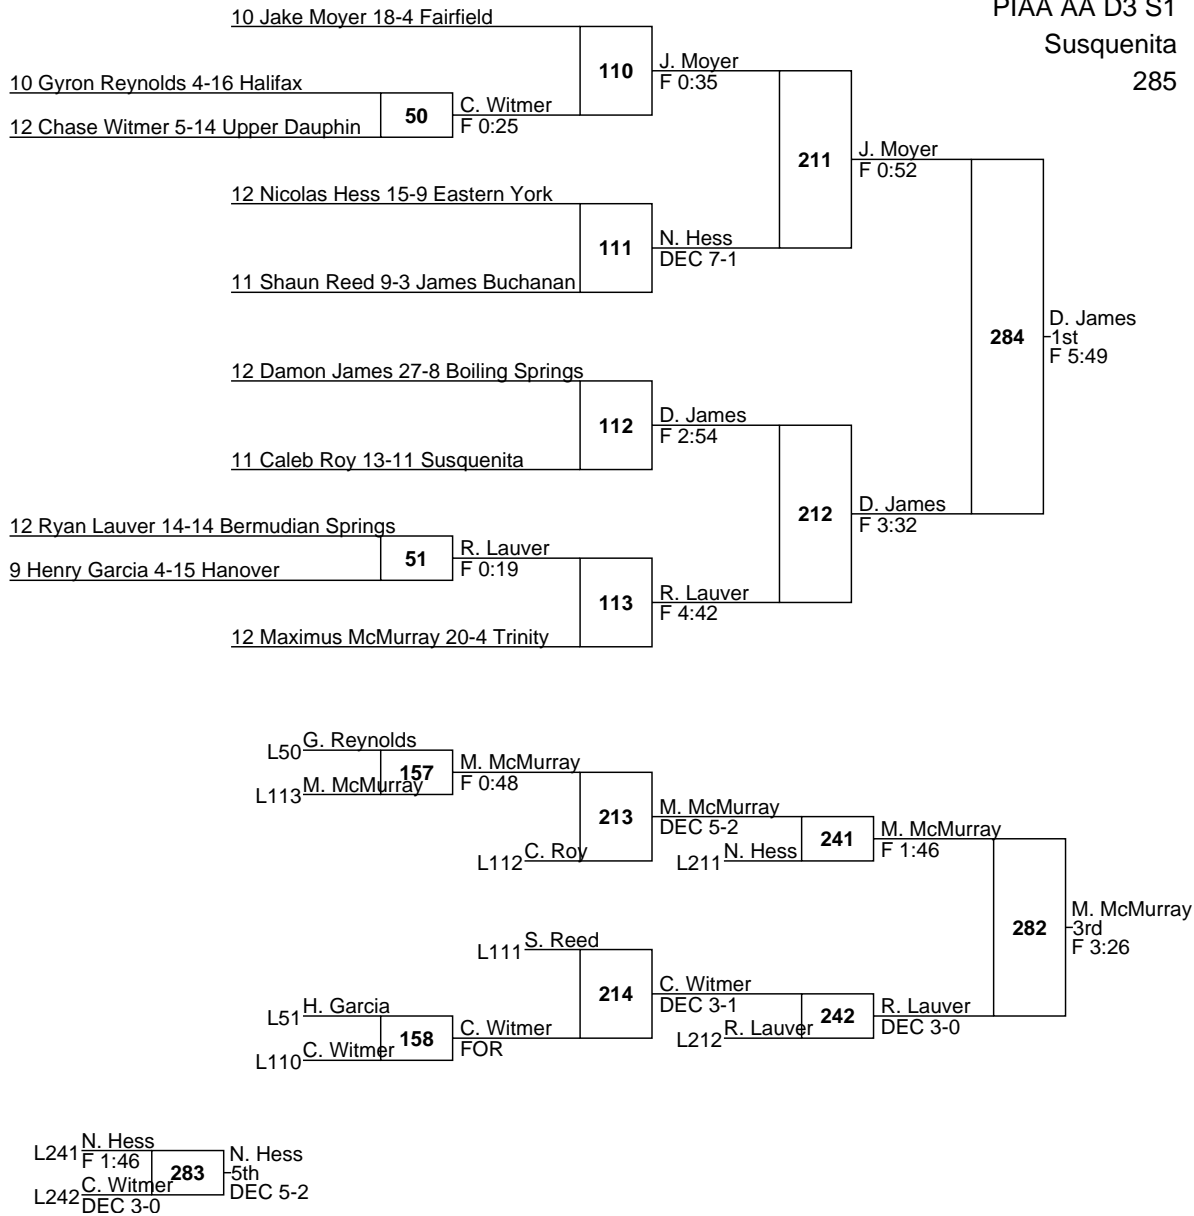 PIAA AA D3 S1
Susquenita
285
10 Jake Moyer 18-4 Fairfield
110
J. Moyer
F 0:35
10 Gyron Reynolds 4-16 Halifax
50
C. Witmer
F 0:25
12 Chase Witmer 5-14 Upper Dauphin
211
J. Moyer
F 0:52
12 Nicolas Hess 15-9 Eastern York
111
N. Hess
DEC 7-1
11 Shaun Reed 9-3 James Buchanan
284
D. James
1st
F 5:49
12 Damon James 27-8 Boiling Springs
112
D. James
F 2:54
11 Caleb Roy 13-11 Susquenita
212
D. James
F 3:32
12 Ryan Lauver 14-14 Bermudian Springs
51
R. Lauver
F 0:19
9 Henry Garcia 4-15 Hanover
113
R. Lauver
F 4:42
12 Maximus McMurray 20-4 Trinity
L50 G. Reynolds
157
M. McMurray
F 0:48
L113 M. McMurray
213
M. McMurray
DEC 5-2
L112 C. Roy
L211 N. Hess
241
M. McMurray
F 1:46
282
M. McMurray
3rd
F 3:26
L111 S. Reed
214
C. Witmer
DEC 3-1
L51 H. Garcia
158
C. Witmer
FOR
L110 C. Witmer
L212 R. Lauver
242
R. Lauver
DEC 3-0
L241 N. Hess
F 1:46
283
N. Hess
5th
DEC 5-2
L242 C. Witmer
DEC 3-0